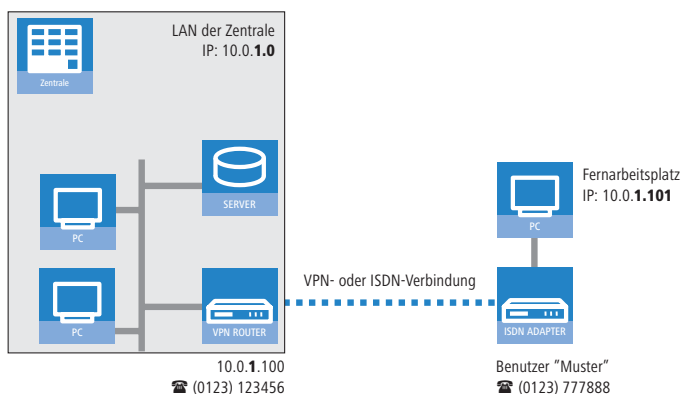 LAN der Zentrale
IP: 10.0.1.0
Zentrale
SERVER
PC
Fernarbeitsplatz
IP: 10.0.1.101
PC
VPN- oder ISDN-Verbindung
PC
VPN ROUTER
ISDN ADAPTER
10.0.1.100
☎ (0123) 123456
Benutzer "Muster"
☎ (0123) 777888